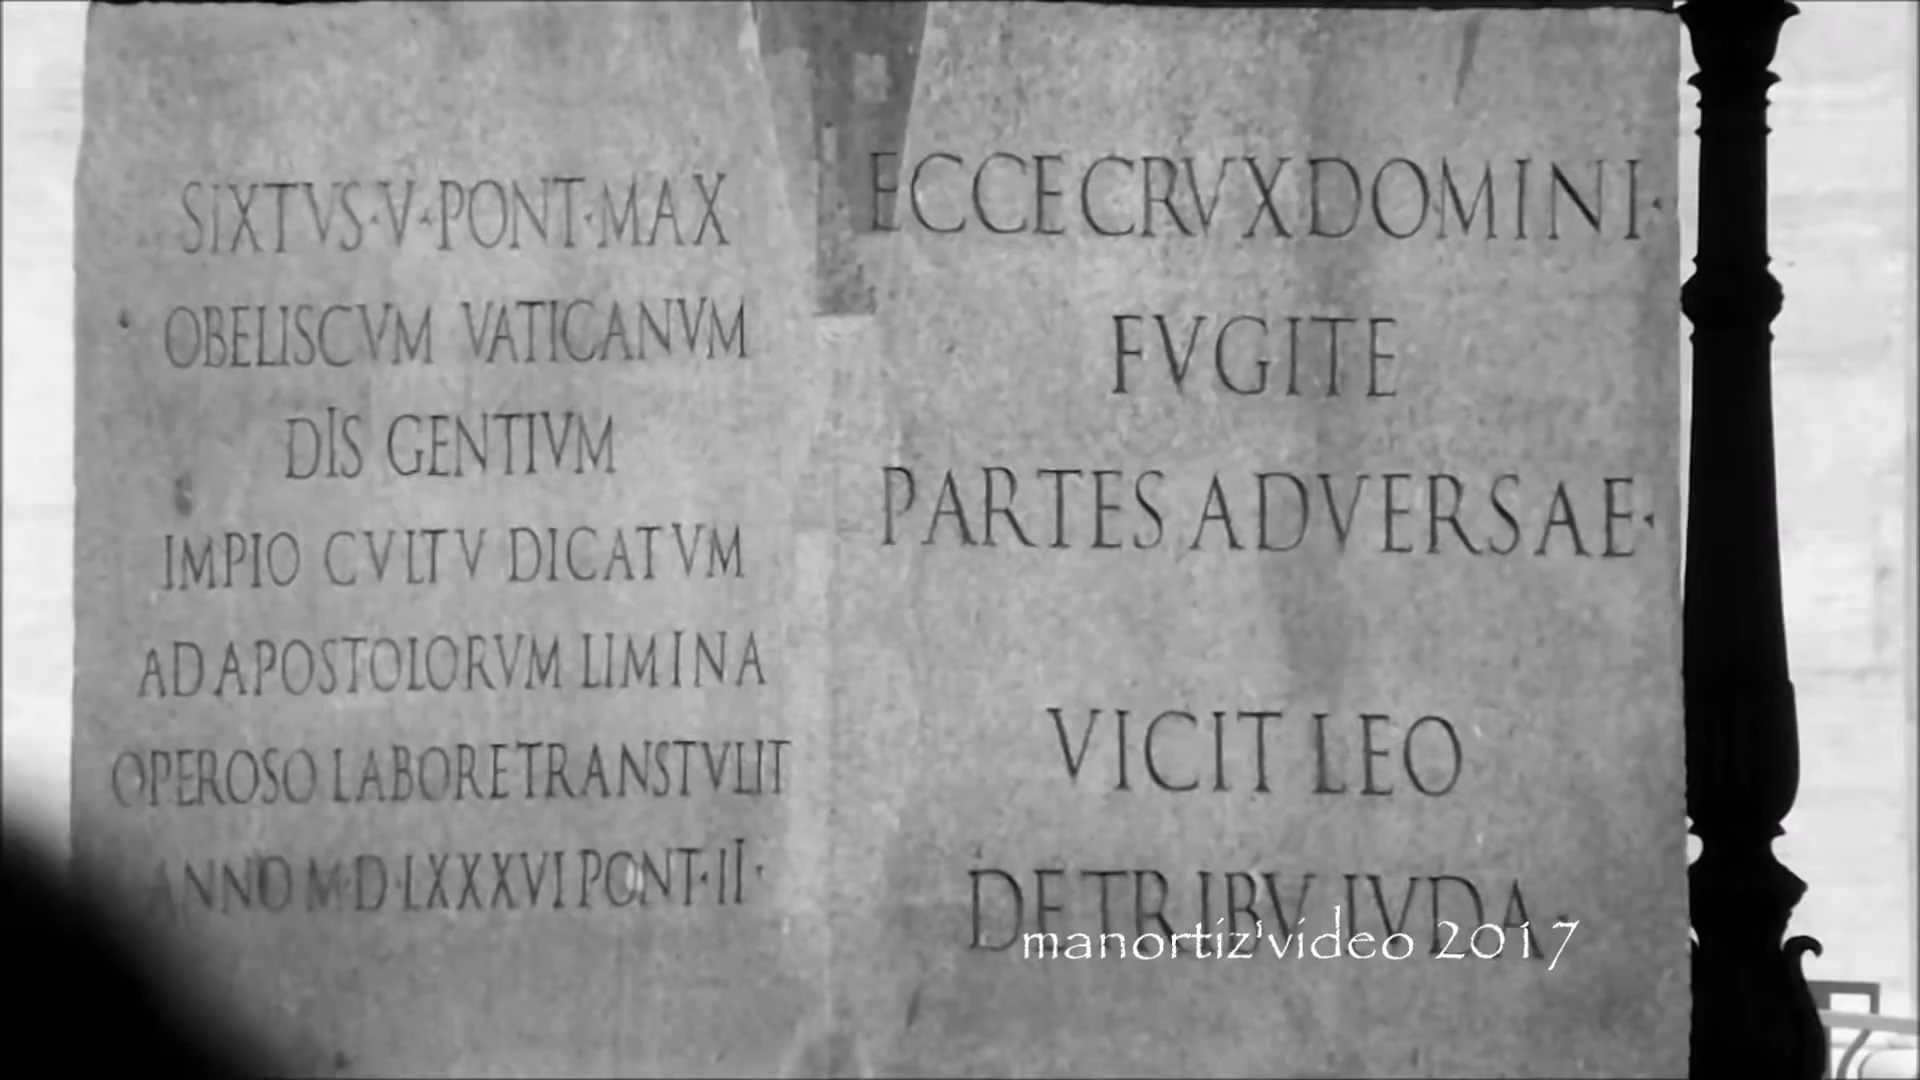 SIXTVS·V·PONT·MAX
OBELISCVM VATICANVM
DIS GENTIVM
IMPIO CVLTV DICATVM
AD APOSTOLORVM LIMINA
OPEROSO LABORE TRANSTVLIT
ANNO M·D·LXXXVI PONT·II·
ECCE CRVX DOMINI·
FVGITE
PARTES ADVERSAE·
VICIT LEO
DE TRIBV IVDA·
manortiz'video 2017